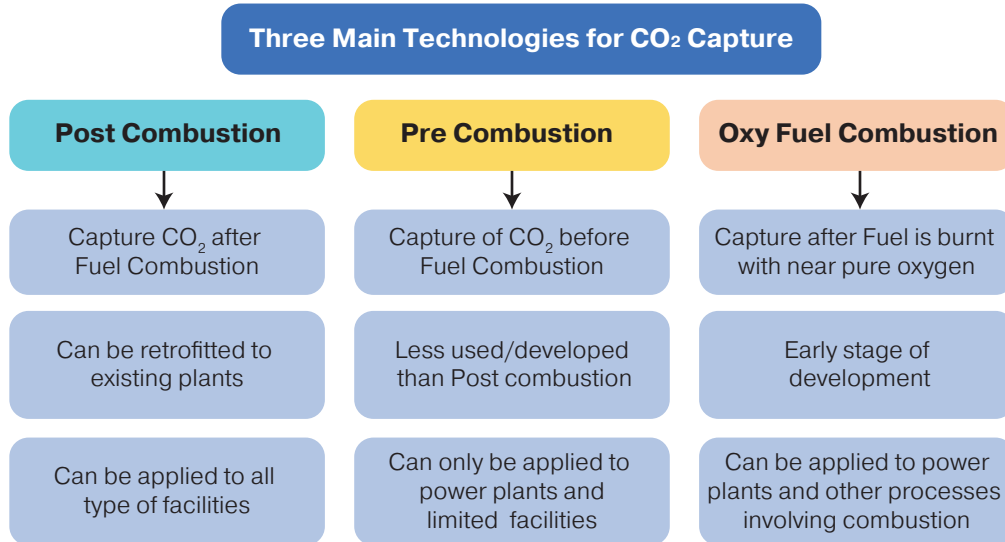 Three Main Technologies for CO₂ Capture
Post Combustion
Capture CO₂ after
Fuel Combustion
Can be retrofitted to
existing plants
Can be applied to all
type of facilities
Pre Combustion
Capture of CO₂ before
Fuel Combustion
Less used/developed
than Post combustion
Can only be applied to
power plants and
limited facilities
Oxy Fuel Combustion
Capture after Fuel is burnt
with near pure oxygen
Early stage of
development
Can be applied to power
plants and other processes
involving combustion